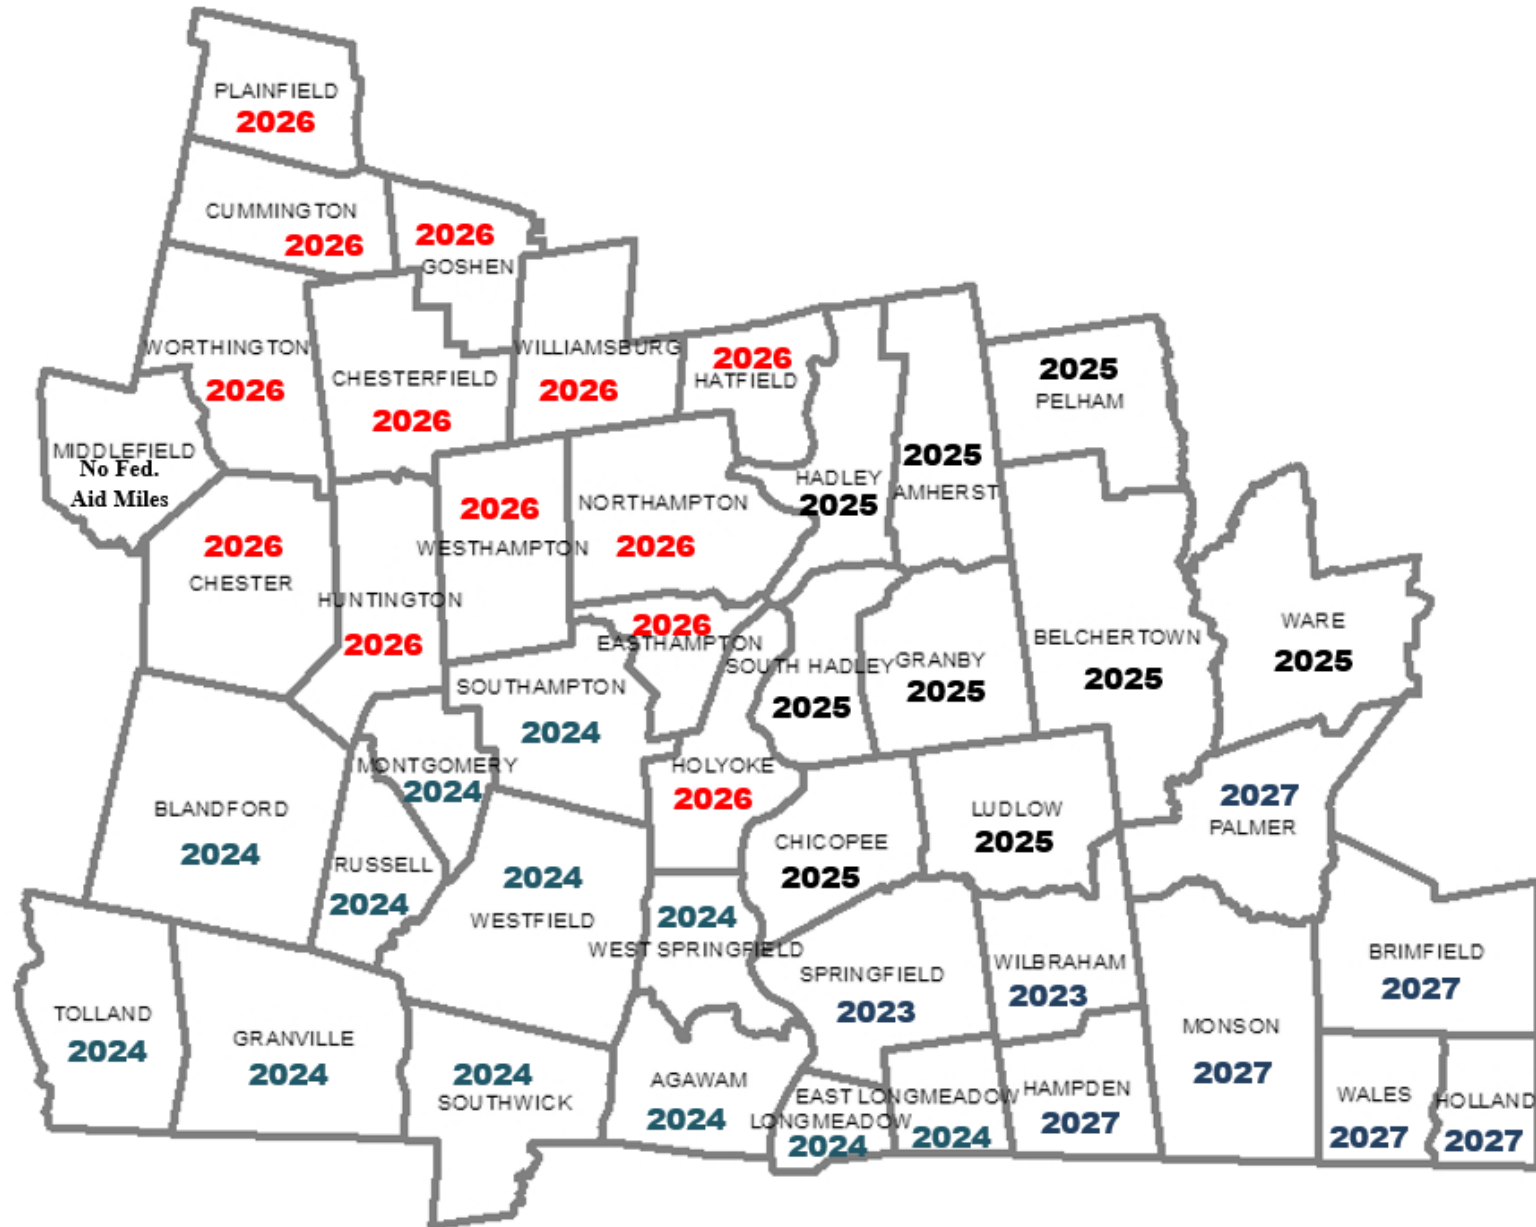 PLAINFIELD
2026
CUMMINGTON
2026
2026
GOSHEN
WORTHINGTON
2026
CHESTERFIELD
2026
WILLIAMSBURG
2026
2026
HATFIELD
2025
PELHAM
MIDDLEFIELD
No Fed.
Aid Miles
2026
CHESTER
HUNTINGTON
2026
2026
WESTHAMPTON
NORTHAMPTON
2026
HADLEY
2025
2025
AMHERST
2026
EASTHAMPTON
SOUTH HADLEY
2025
GRANBY
2025
BELCHERTOWN
2025
WARE
2025
SOUTHAMPTON
2024
MONTGOMERY
2024
BLANDFORD
2024
RUSSELL
2024
HOLYOKE
2026
CHICOPEE
2025
LUDLOW
2025
2027
PALMER
2024
WESTFIELD
2024
WEST SPRINGFIELD
SPRINGFIELD
2023
WILBRAHAM
2023
BRIMFIELD
2027
TOLLAND
2024
GRANVILLE
2024
2024
SOUTHWICK
AGAWAM
2024
EAST LONGMEADOW
2024
LONGMEADOW
2024
HAMPDEN
2027
MONSON
2027
WALES
2027
HOLLAND
2027